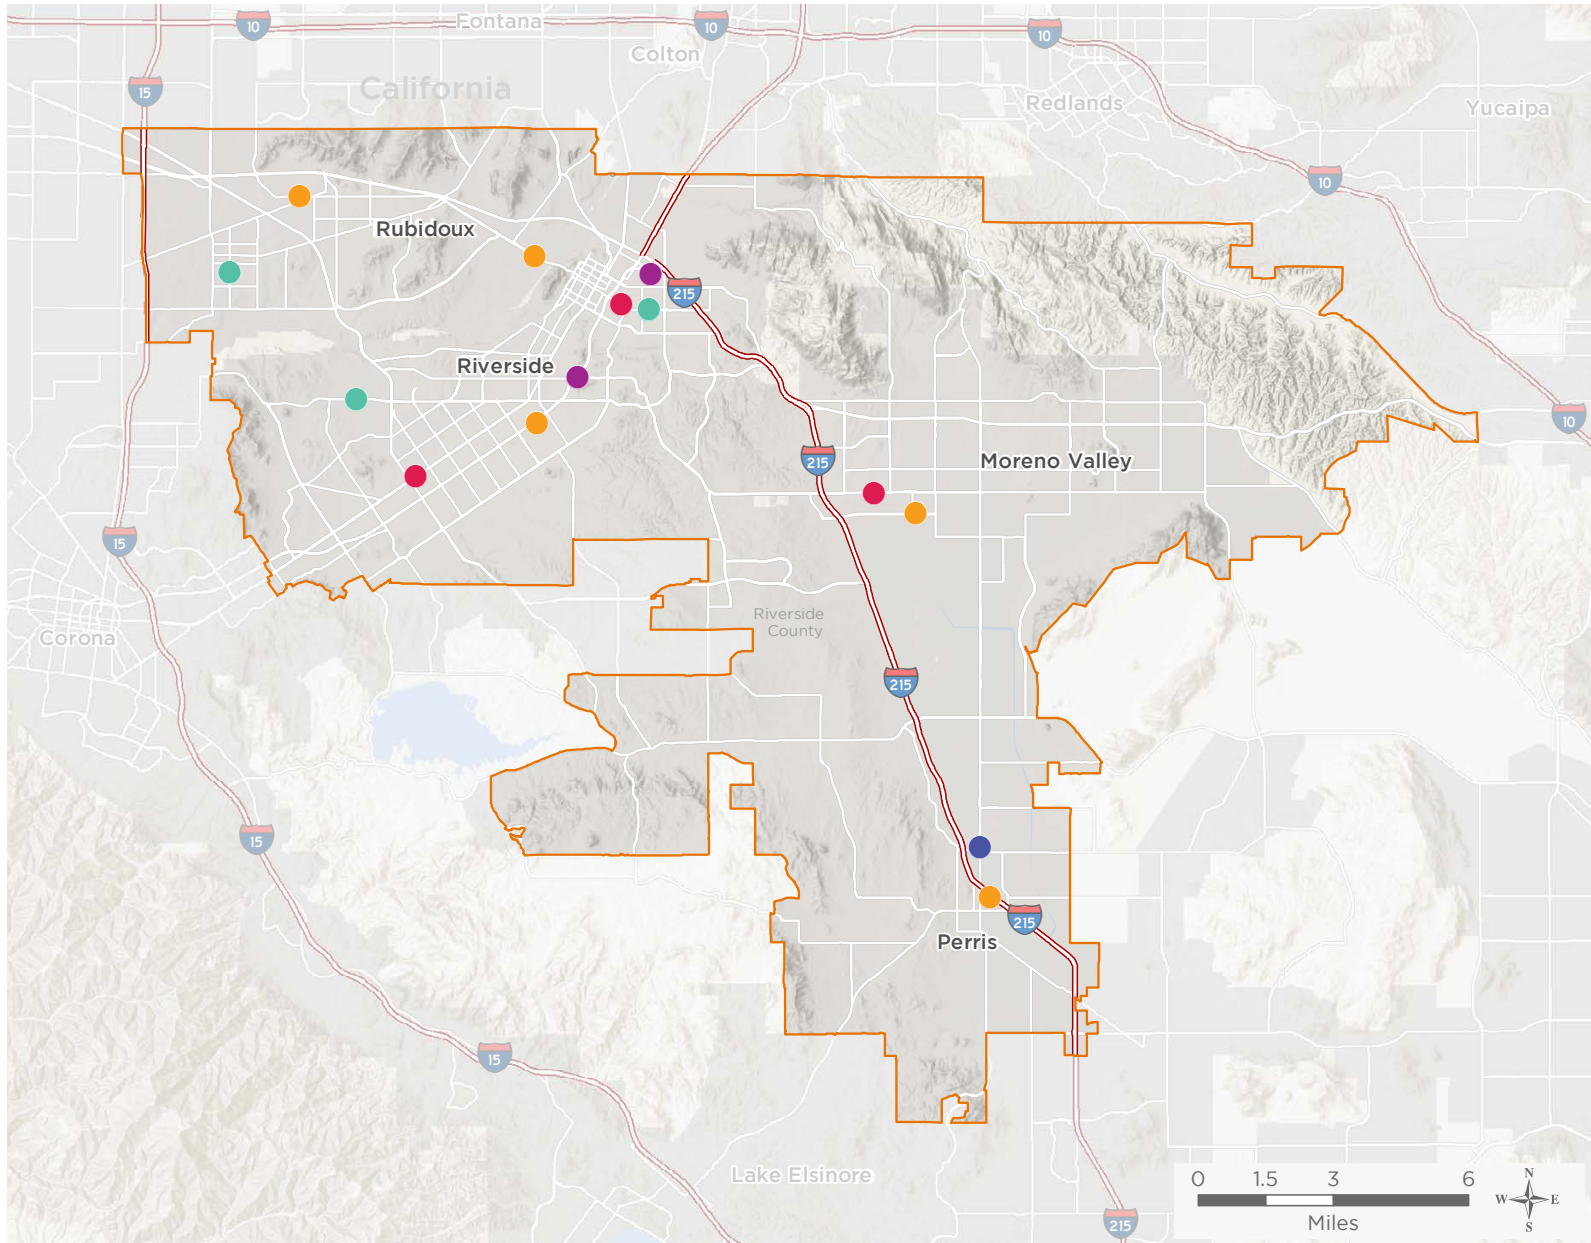 Fontana
10
10
10
Colton
California
15
Redlands
Yucaipa
10
Rubidoux
215
Riverside
10
215
Moreno Valley
15
Riverside
County
Corona
215
15
215
Perris
15
Lake Elsinore
0 1.5 3 6
Miles
N
W E
S
215